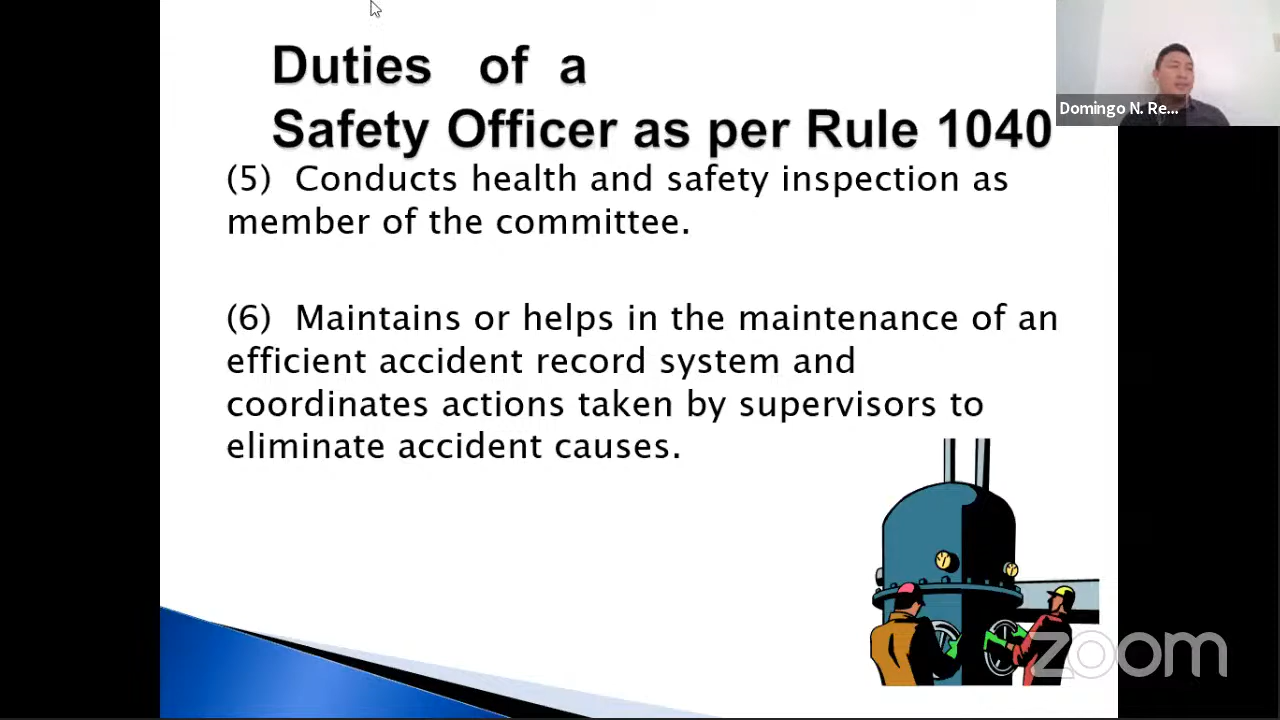 Duties of a
Safety Officer as per Rule 1040
Domingo N. Re...
(5) Conducts health and safety inspection as
member of the committee.
(6) Maintains or helps in the maintenance of an
efficient accident record system and
coordinates actions taken by supervisors to
eliminate accident causes.
zoom